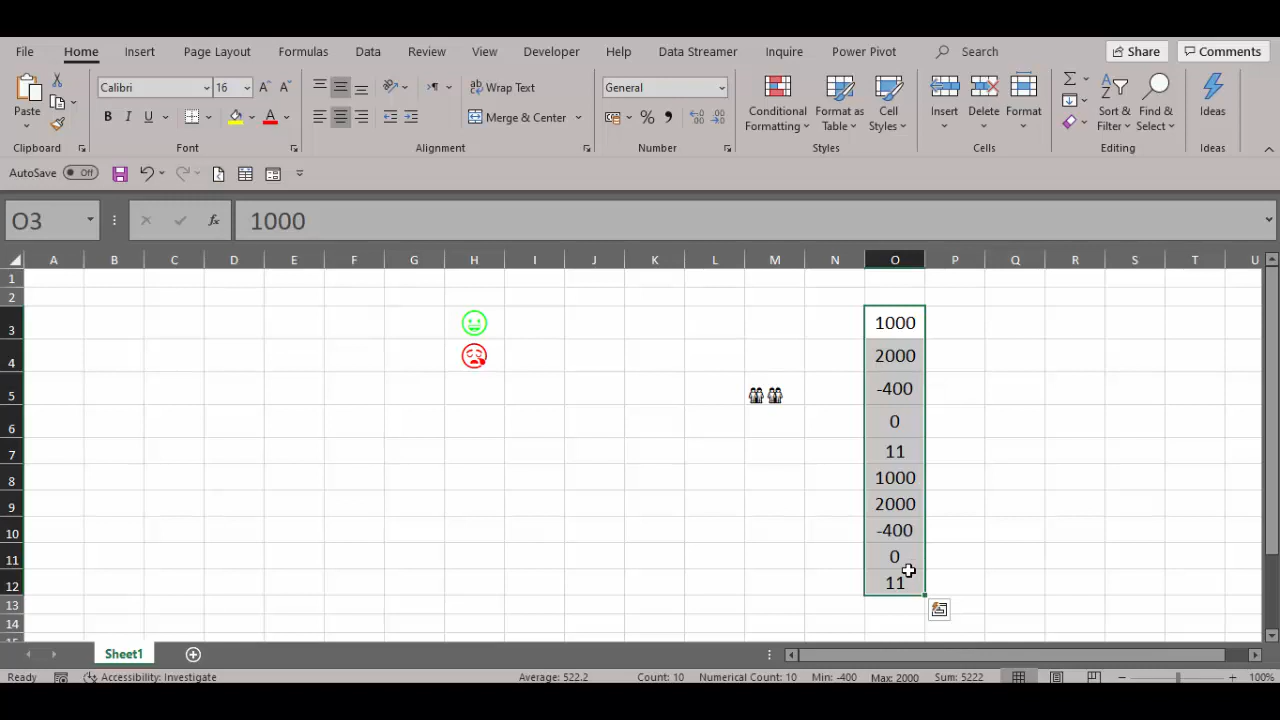 File Home Insert Page Layout Formulas Data Review View Developer Help Data Streamer Inquire Power Pivot Search Share Comments
Calibri 16 Wrap Text General
Paste B I U A Merge & Center % Conditional Formatting Format as Table Cell Styles Insert Delete Format Sort & Filter Find & Select Ideas
Clipboard Font Alignment Number Styles Cells Editing Ideas
AutoSave Off
O3 fx 1000
A B C D E F G H I J K L M N O P Q R S T U
1
2
3 1000
4 2000
5 -400
6 0
7 11
8 1000
9 2000
10 -400
11 0
12 11
13
14
15
Sheet1
Ready Accessibility: Investigate Average: 522.2 Count: 10 Numerical Count: 10 Min: -400 Max: 2000 Sum: 5222 100%